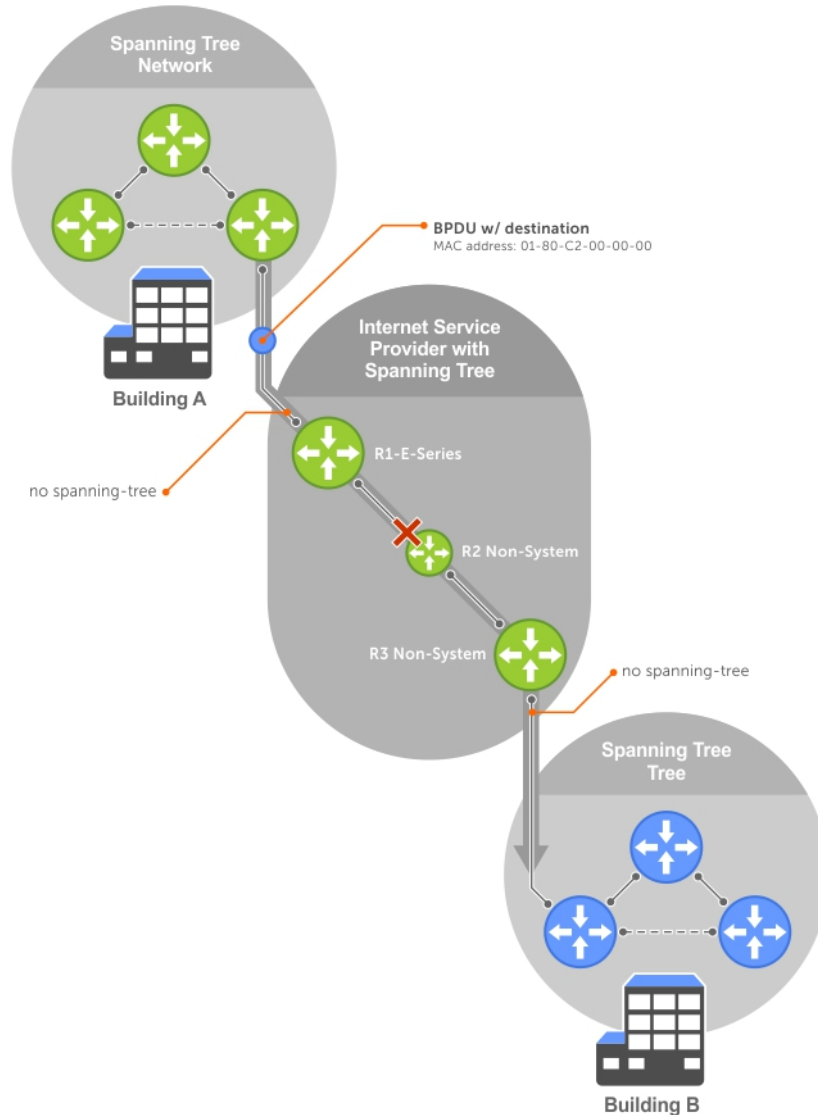 Spanning Tree
Network
BPDU w/ destination
MAC address: 01-80-C2-00-00-00
Internet Service
Provider with
Spanning Tree
Building A
R1-E-Series
no spanning-tree
R2 Non-System
R3 Non-System
no spanning-tree
Spanning Tree
Tree
Building B